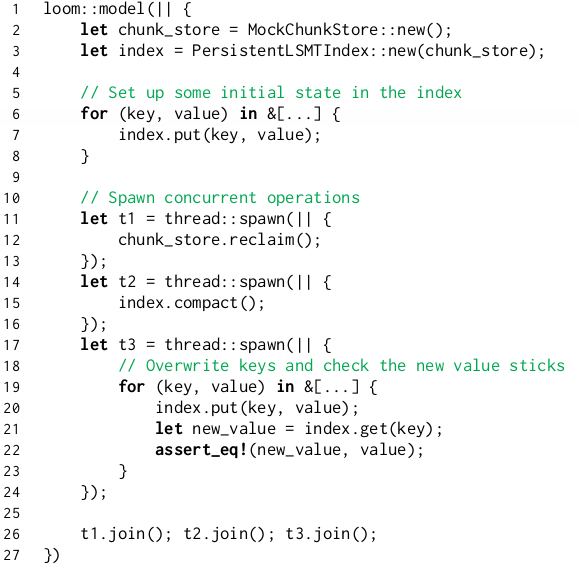 1 loom::model(|| {
2     let chunk_store = MockChunkStore::new();
3     let index = PersistentLSMTIndex::new(chunk_store);
4
5     // Set up some initial state in the index
6     for (key, value) in &[...] {
7         index.put(key, value);
8     }
9
10     // Spawn concurrent operations
11     let t1 = thread::spawn(|| {
12         chunk_store.reclaim();
13     });
14     let t2 = thread::spawn(|| {
15         index.compact();
16     });
17     let t3 = thread::spawn(|| {
18         // Overwrite keys and check the new value sticks
19         for (key, value) in &[...] {
20             index.put(key, value);
21             let new_value = index.get(key);
22             assert_eq!(new_value, value);
23         }
24     });
25
26     t1.join(); t2.join(); t3.join();
27 })